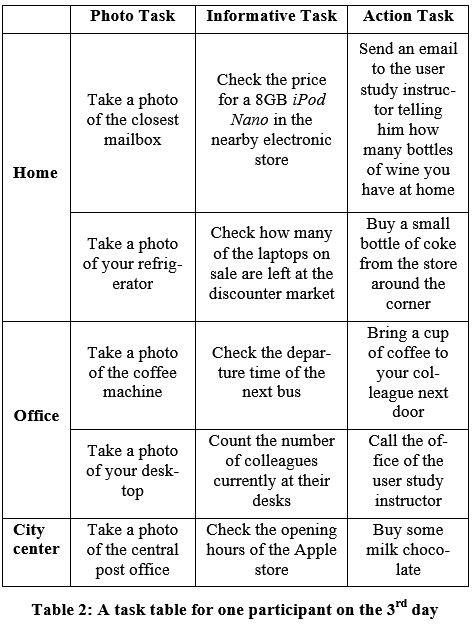 Photo Task Informative Task Action Task
Home
Take a photo
of the closest
mailbox
Check the price
for a 8GB iPod
Nano in the
nearby electronic
store
Send an email
to the user
study instruc-
tor telling
him how
many bottles
of wine you
have at home
Take a photo
of your refrig-
erator
Check how many
of the laptops on
sale are left at the
discounter market
Buy a small
bottle of coke
from the store
around the
corner
Office
Take a photo
of the coffee
machine
Check the depar-
ture time of the
next bus
Bring a cup
of coffee to
your col-
league next
door
Take a photo
of your desk-
top
Count the number
of colleagues
currently at their
desks
Call the of-
fice of the
user study
instructor
City
center
Take a photo
of the central
post office
Check the opening
hours of the Apple
store
Buy some
milk choco-
late
Table 2: A task table for one participant on the 3rd day